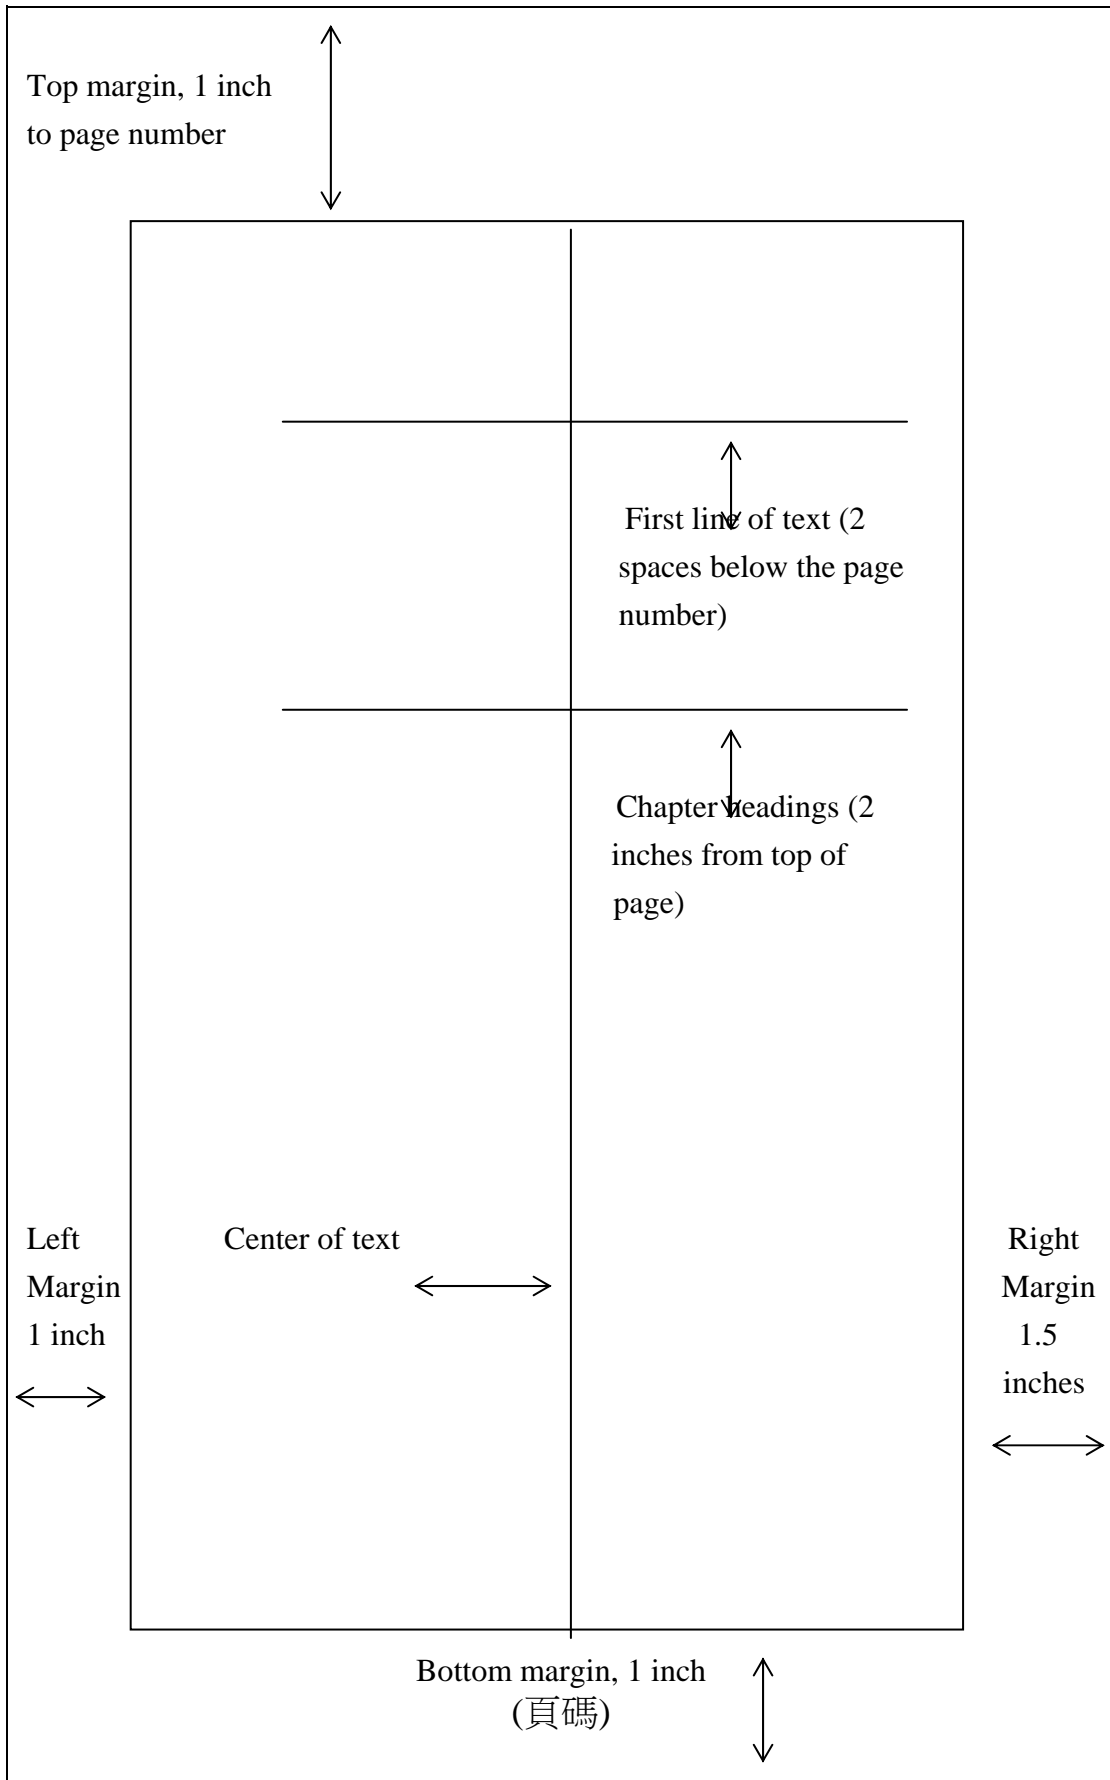 Top margin, 1 inch
to page number
First line of text (2
spaces below the page
number)
Chapter headings (2
inches from top of
page)
Left
Margin
1 inch
Center of text
Right
Margin
1.5
inches
Bottom margin, 1 inch
(頁碼)